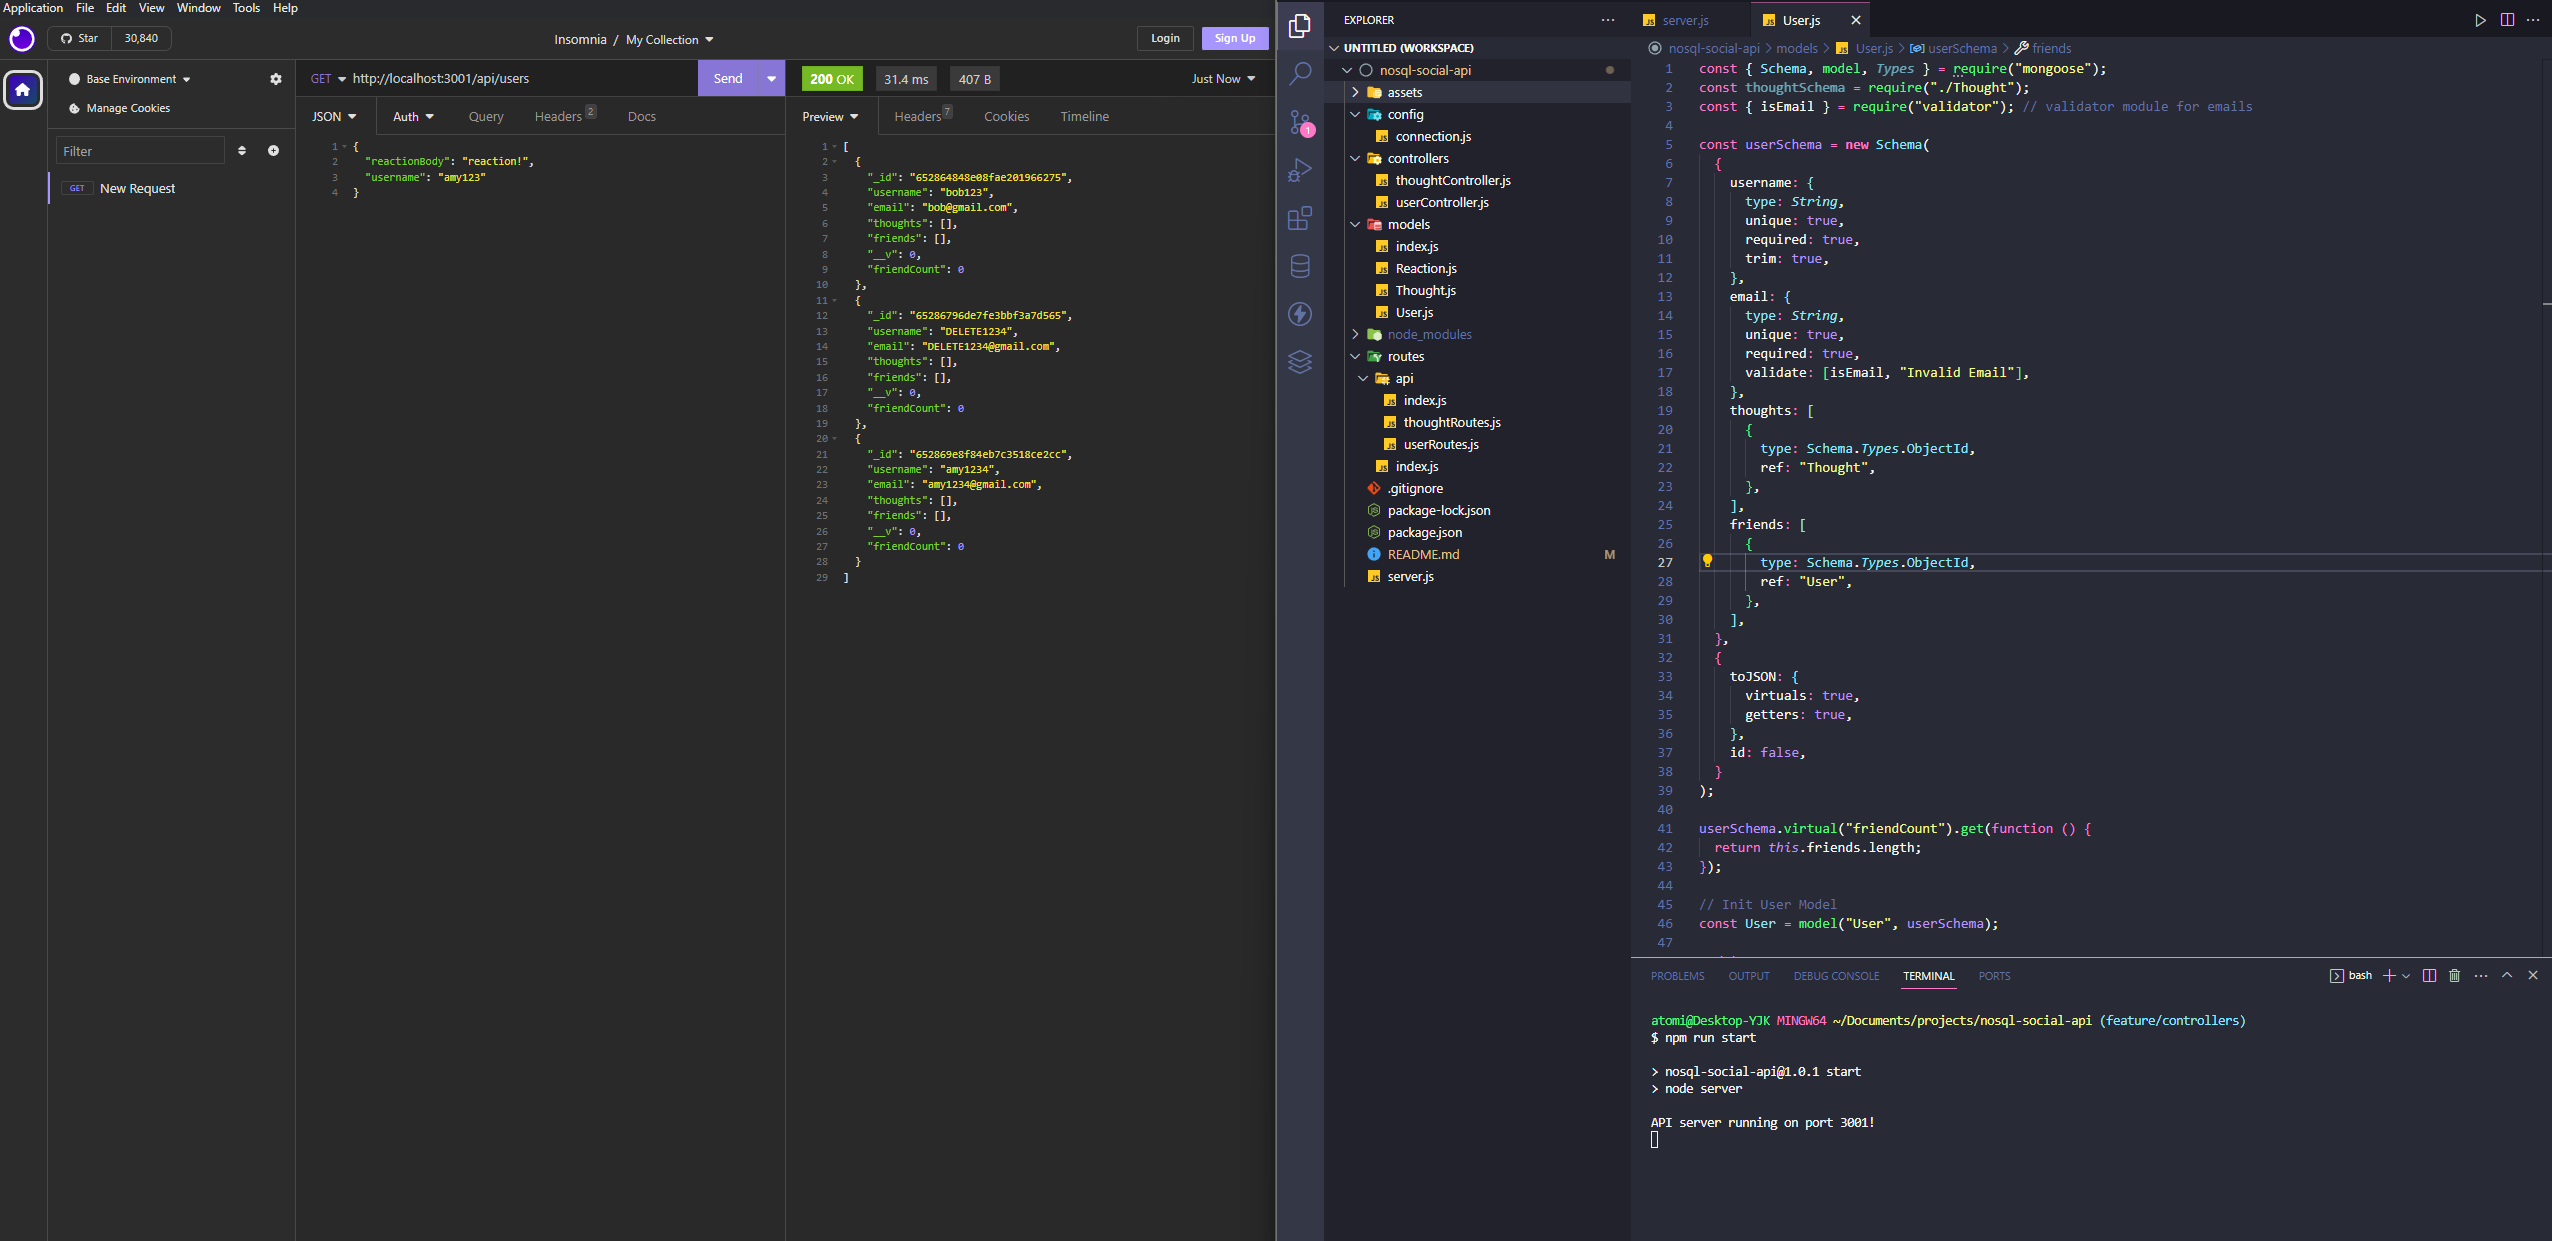 Application File Edit View Window Tools Help
Star 30,840
Insomnia / My Collection
Login Sign Up
Base Environment
Manage Cookies
Filter
GET New Request
GET http://localhost:3001/api/users Send
JSON Auth Query Headers 2 Docs
1 {
2 "reactionBody": "reaction!",
3 "username": "amy123"
4 }
200 OK 31.4 ms 407 B Just Now
Preview Headers 7 Cookies Timeline
1 [
2 {
3 "_id": "652864848e08fae201966275",
4 "username": "bob123",
5 "email": "bob@gmail.com",
6 "thoughts": [],
7 "friends": [],
8 "__v": 0,
9 "friendCount": 0
10 },
11 {
12 "_id": "65286796de7fe3bbf3a7d565",
13 "username": "DELETE1234",
14 "email": "DELETE1234@gmail.com",
15 "thoughts": [],
16 "friends": [],
17 "__v": 0,
18 "friendCount": 0
19 },
20 {
21 "_id": "652869e8f84eb7c3518ce2cc",
22 "username": "amy1234",
23 "email": "amy1234@gmail.com",
24 "thoughts": [],
25 "friends": [],
26 "__v": 0,
27 "friendCount": 0
28 }
29 ]
1
EXPLORER
UNTITLED (WORKSPACE)
nosql-social-api
assets
config
JS connection.js
controllers
JS thoughtController.js
JS userController.js
models
JS index.js
JS Reaction.js
JS Thought.js
JS User.js
node_modules
routes
api
JS index.js
JS thoughtRoutes.js
JS userRoutes.js
JS index.js
.gitignore
package-lock.json
package.json
README.md M
JS server.js
JS server.js JS User.js
nosql-social-api > models > JS User.js > userSchema > friends
1 const { Schema, model, Types } = require("mongoose");
2 const thoughtSchema = require("./Thought");
3 const { isEmail } = require("validator"); // validator module for emails
4
5 const userSchema = new Schema(
6 {
7 username: {
8 type: String,
9 unique: true,
10 required: true,
11 trim: true,
12 },
13 email: {
14 type: String,
15 unique: true,
16 required: true,
17 validate: [isEmail, "Invalid Email"],
18 },
19 thoughts: [
20 {
21 type: Schema.Types.ObjectId,
22 ref: "Thought",
23 },
24 ],
25 friends: [
26 {
27 type: Schema.Types.ObjectId,
28 ref: "User",
29 },
30 ],
31 },
32 {
33 toJSON: {
34 virtuals: true,
35 getters: true,
36 },
37 id: false,
38 }
39 );
40
41 userSchema.virtual("friendCount").get(function () {
42 return this.friends.length;
43 });
44
45 // Init User Model
46 const User = model("User", userSchema);
47
PROBLEMS OUTPUT DEBUG CONSOLE TERMINAL PORTS
bash
atomi@Desktop-YJK MINGW64 ~/Documents/projects/nosql-social-api (feature/controllers)
$ npm run start
> nosql-social-api@1.0.1 start
> node server
API server running on port 3001!